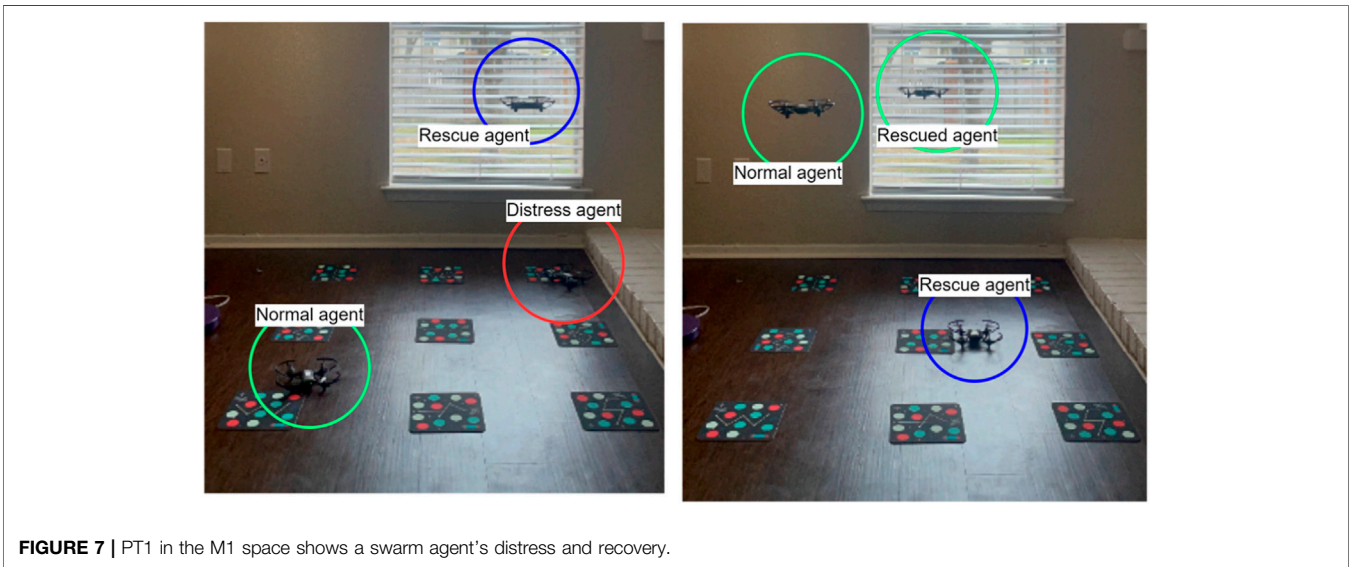 Rescue agent
Distress agent
Normal agent
Normal agent
Rescued agent
Rescue agent
FIGURE 7 | PT1 in the M1 space shows a swarm agent's distress and recovery.